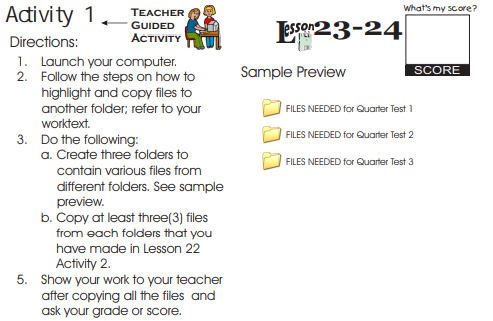 Activity 1
TEACHER
GUIDED
ACTIVITY
Directions:
1. Launch your computer.
2. Follow the steps on how to
highlight and copy files to
another folder; refer to your
worktext.
3. Do the following:
a. Create three folders to
contain various files from
different folders. See sample
preview.
b. Copy at least three(3) files
from each folders that you
have made in Lesson 22
Activity 2.
5. Show your work to your teacher
after copying all the files and
ask your grade or score.
Lesson 23-24
What's my score?
SCORE
Sample Preview
FILES NEEDED for Quarter Test 1
FILES NEEDED for Quarter Test 2
FILES NEEDED for Quarter Test 3